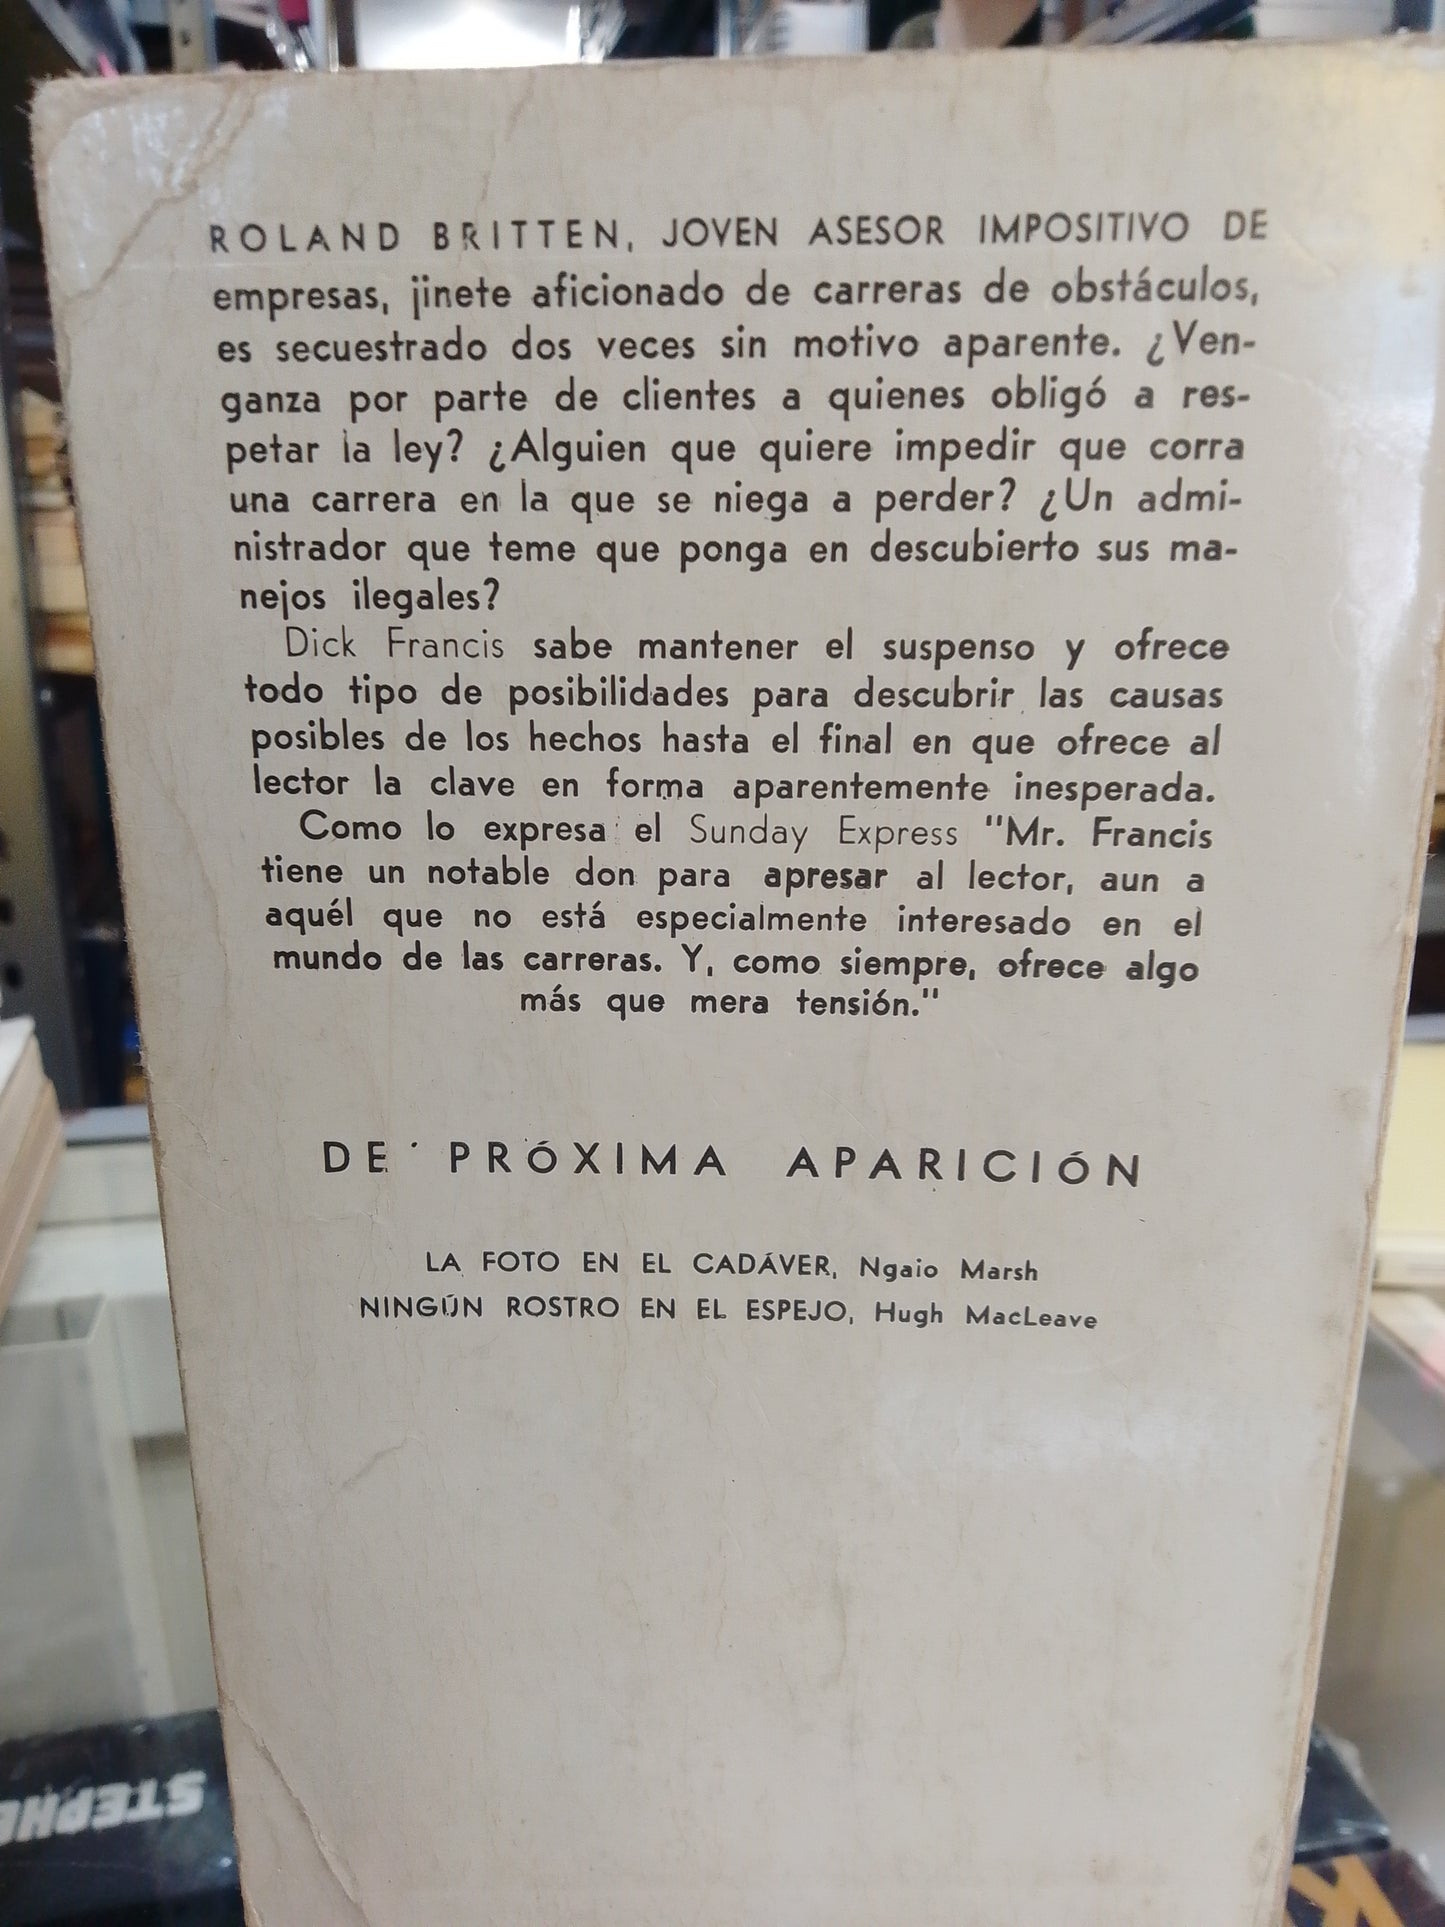 ROLAND BRITTEN, JOVEN ASESOR IMPOSITIVO DE
empresas, jinete aficionado de carreras de obstáculos,
es secuestrado dos veces sin motivo aparente. ¿Ven-
ganza por parte de clientes a quienes obligó a res-
petar la ley? ¿Alguien que quiere impedir que corra
una carrera en la que se niega a perder? ¿Un admi-
nistrador que teme que ponga en descubierto sus ma-
nejos ilegales?
Dick Francis sabe mantener el suspenso y ofrece
todo tipo de posibilidades para descubrir las causas
posibles de los hechos hasta el final en que ofrece al
lector la clave en forma aparentemente inesperada.
Como lo expresa el Sunday Express "Mr. Francis
tiene un notable don para apresar al lector, aun a
aquél que no está especialmente interesado en el
mundo de las carreras. Y, como siempre, ofrece algo
más que mera tensión."
DE PRÓXIMA APARICIÓN
LA FOTO EN EL CADÁVER, Ngaio Marsh
NINGÚN ROSTRO EN EL ESPEJO, Hugh MacLeave
STEPHE
K